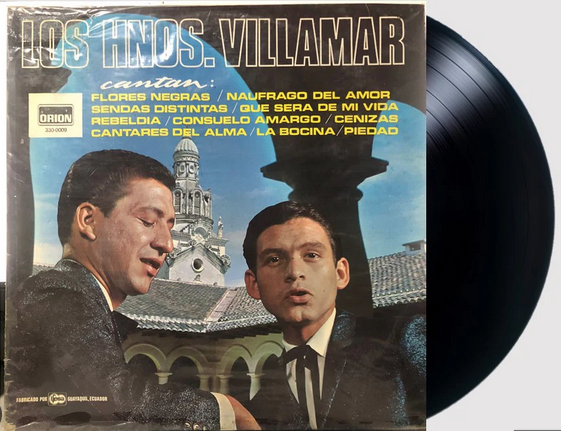 LOS HNOS. VILLAMAR
cantan:
FLORES NEGRAS / NAUFRAGO DEL AMOR
SENDAS DISTINTAS / QUE SERA DE MI VIDA
REBELDIA / CONSUELO AMARGO / CENIZAS
CANTARES DEL ALMA / LA BOCINA / PIEDAD
ORION
330-0009
FABRICADO POR GUAYAQUIL, ECUADOR